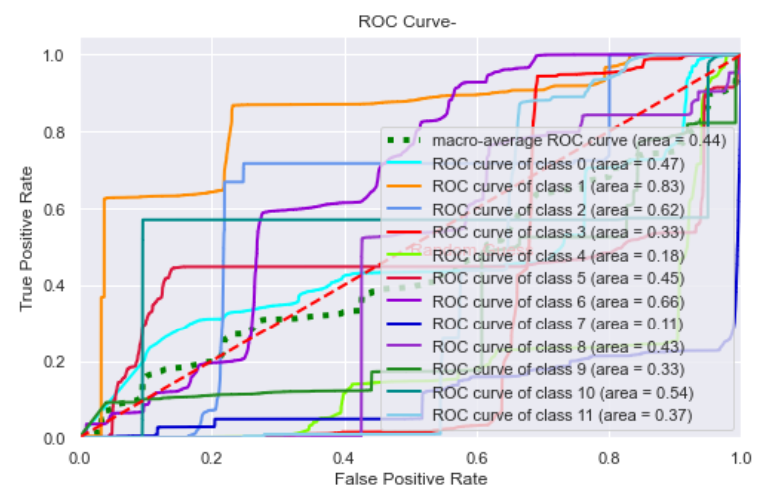 ROC Curve-
1.0
0.8
0.6
0.4
0.2
0.0
True Positive Rate
macro-average ROC curve (area = 0.44)
ROC curve of class 0 (area = 0.47)
ROC curve of class 1 (area = 0.83)
ROC curve of class 2 (area = 0.62)
ROC curve of class 3 (area = 0.33)
ROC curve of class 4 (area = 0.18)
ROC curve of class 5 (area = 0.45)
ROC curve of class 6 (area = 0.66)
ROC curve of class 7 (area = 0.11)
ROC curve of class 8 (area = 0.43)
ROC curve of class 9 (area = 0.33)
ROC curve of class 10 (area = 0.54)
ROC curve of class 11 (area = 0.37)
0.0 0.2 0.4 0.6 0.8 1.0
False Positive Rate